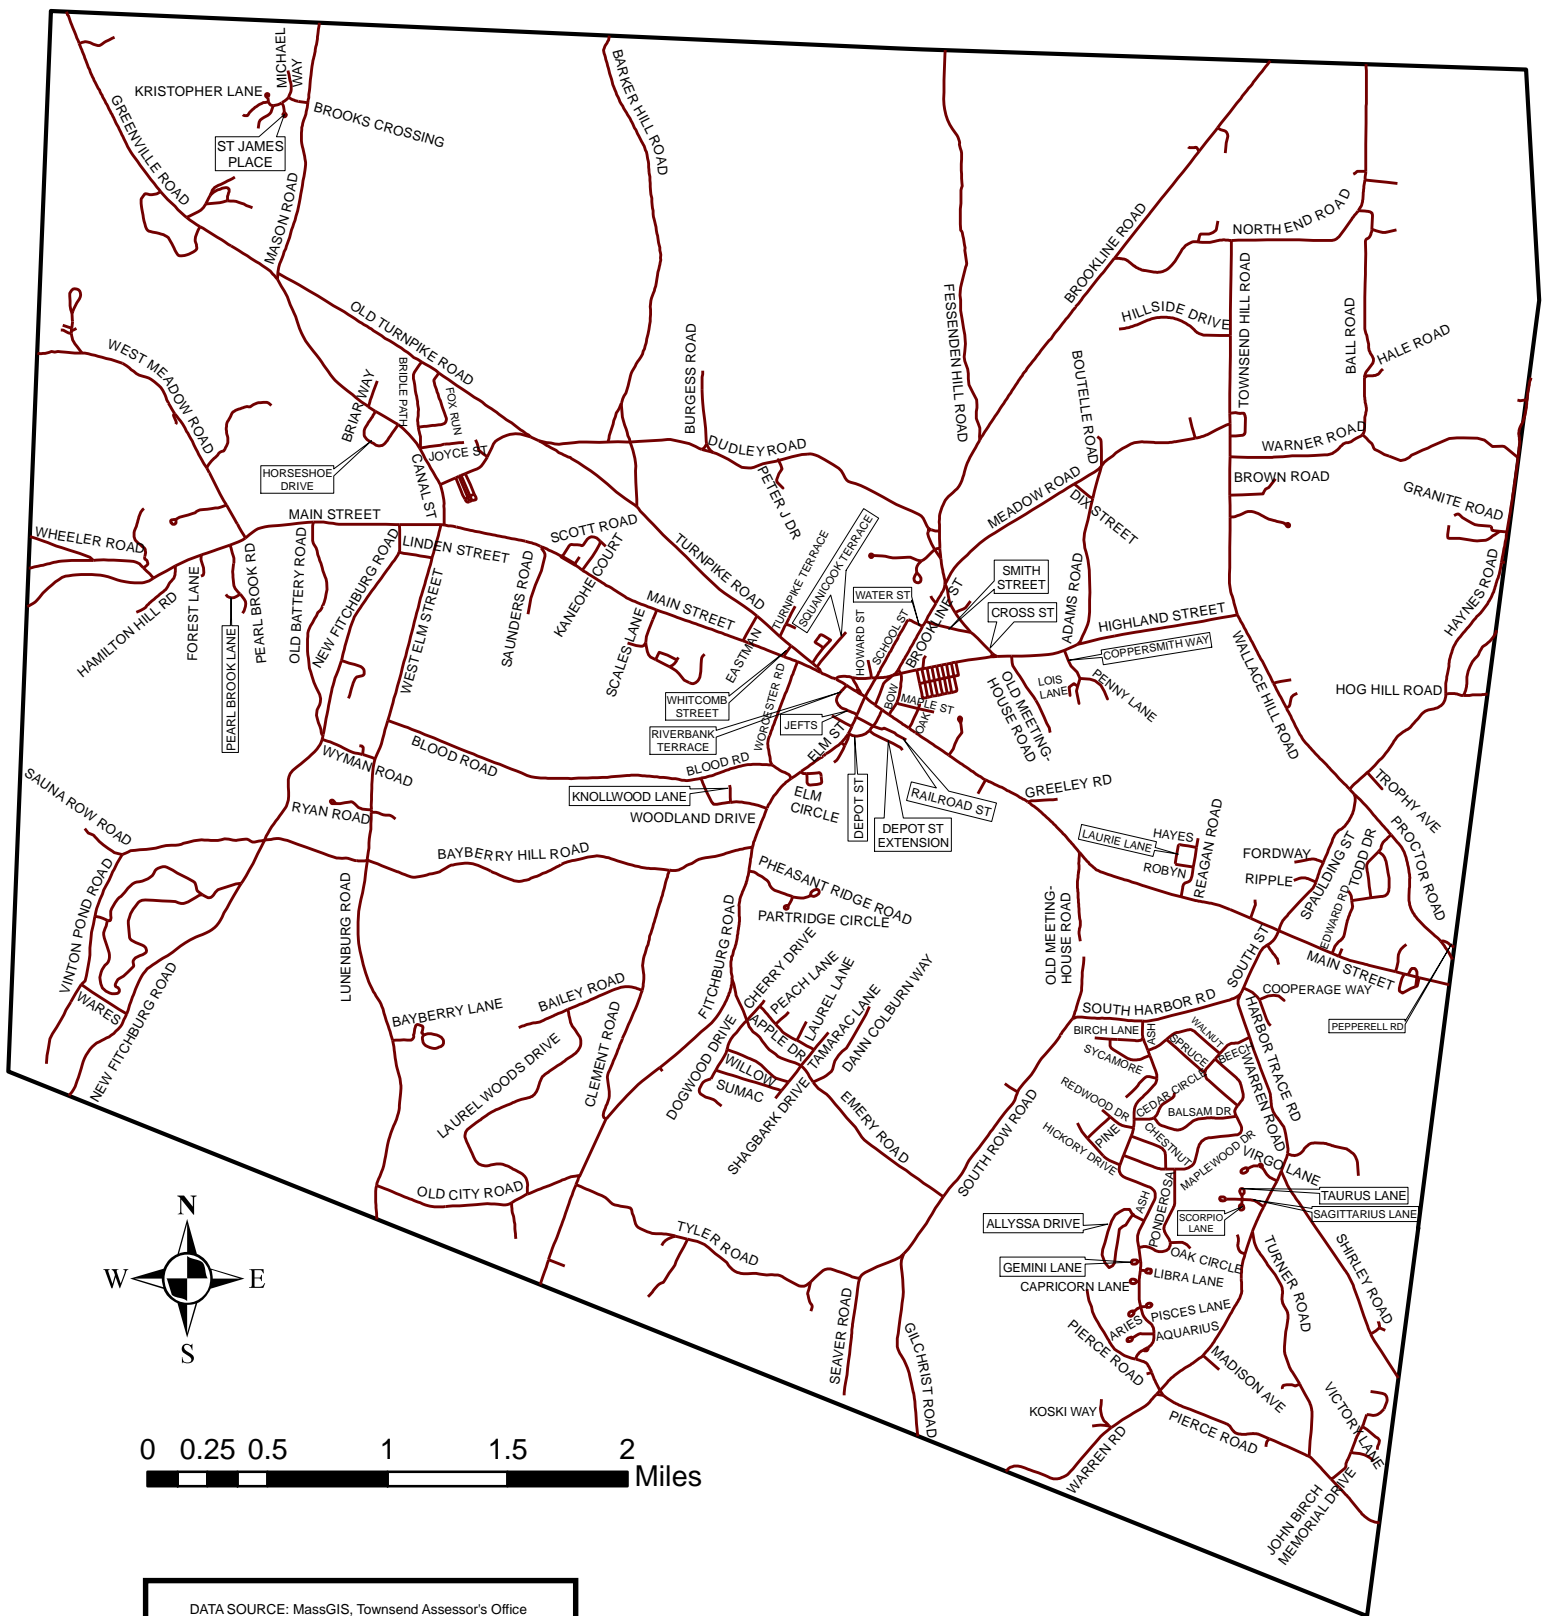 MICHAEL
WAY
KRISTOPHER LANE
BROOKS CROSSING
ST JAMES
PLACE
GREENVILLE ROAD
MASON ROAD
BARKER HILL ROAD
BROOKLINE ROAD
NORTH END ROAD
TOWNSEND HILL ROAD
HILLSIDE DRIVE
BALL ROAD
HALE ROAD
FESSENDEN HILL ROAD
OLD TURNPIKE ROAD
WEST MEADOW ROAD
BRIDLE PATH
FOX RUN
BRIAR WAY
BURGESS ROAD
BOUTELLE ROAD
DUDLEY ROAD
PETER J DR
WARNER ROAD
BROWN ROAD
GRANITE ROAD
HORSESHOE
DRIVE
JOYCE ST
CANAL ST
MEADOW ROAD
DIX STREET
MAIN STREET
WHEELER ROAD
LINDEN STREET
SCOTT ROAD
KANEOHE COURT
SAUNDERS ROAD
TURNPIKE ROAD
TURNPIKE TERRACE
SQUANICOOK TERRACE
WATER ST
SMITH
STREET
CROSS ST
ADAMS ROAD
HIGHLAND STREET
COPPERSMITH WAY
HAYNES ROAD
HAMILTON HILL RD
FOREST LANE
PEARL BROOK RD
PEARL BROOK LANE
OLD BATTERY ROAD
NEW FITCHBURG ROAD
WEST ELM STREET
MAIN STREET
SCALES LANE
EASTMAN
WHITCOMB
STREET
RIVERBANK
TERRACE
WORCESTER RD
HOWARD ST
SCHOOL ST
BROOKLINE ST
BOW
MAPLE ST
OAK
JEFTS
ELM ST
OLD MEETING-
HOUSE ROAD
LOIS
LANE
PENNY LANE
WALLACE HILL ROAD
HOG HILL ROAD
WYMAN ROAD
BLOOD ROAD
BLOOD RD
SAUNA ROW ROAD
RYAN ROAD
KNOLLWOOD LANE
WOODLAND DRIVE
ELM
CIRCLE
DEPOT ST
DEPOT ST
EXTENSION
RAILROAD ST
GREELEY RD
TROPHY AVE
PROCTOR ROAD
BAYBERRY HILL ROAD
LAURIE LANE
HAYES
ROBYN
REAGAN ROAD
FORDWAY
RIPPLE
SPAULDING ST
TODD DR
EDWARD RD
PHEASANT RIDGE ROAD
PARTRIDGE CIRCLE
VINTON POND ROAD
WARES
NEW FITCHBURG ROAD
LUNENBURG ROAD
BAYBERRY LANE
BAILEY ROAD
LAUREL WOODS DRIVE
CLEMENT ROAD
FITCHBURG ROAD
CHERRY DRIVE
PEACH LANE
LAUREL LANE
TAMARAC LANE
DANN COLBURN WAY
APPLE DR
DOGWOOD DRIVE
WILLOW
SUMAC
SHAGBARK DRIVE
EMERY ROAD
OLD MEETING-
HOUSE ROAD
SOUTH ST
MAIN STREET
COOPERAGE WAY
PEPPERELL RD
SOUTH HARBOR RD
BIRCH LANE
ASH
SYCAMORE
WALNUT
SPRUCE
BEECH
HARBOR TRACE RD
WARREN ROAD
CEDAR CIRCLE
REDWOOD DR
BALSAM DR
PINE
HICKORY DRIVE
CHESTNUT
MAPLEWOOD DR
VIRGO LANE
TAURUS LANE
SAGITTARIUS LANE
SCORPIO
LANE
ASH
PONDEROSA
SOUTH ROW ROAD
OLD CITY ROAD
TYLER ROAD
ALLYSSA DRIVE
GEMINI LANE
CAPRICORN LANE
OAK CIRCLE
LIBRA LANE
PISCES LANE
ARIES
AQUARIUS
PIERCE ROAD
TURNER ROAD
SHIRLEY ROAD
SEAVER ROAD
GILCHRIST ROAD
MADISON AVE
VICTORY LANE
KOSKI WAY
PIERCE ROAD
WARREN RD
JOHN BIRCH
MEMORIAL DRIVE
N
W E
S
0 0.25 0.5 1 1.5 2
Miles
DATA SOURCE: MassGIS, Townsend Assessor's Office